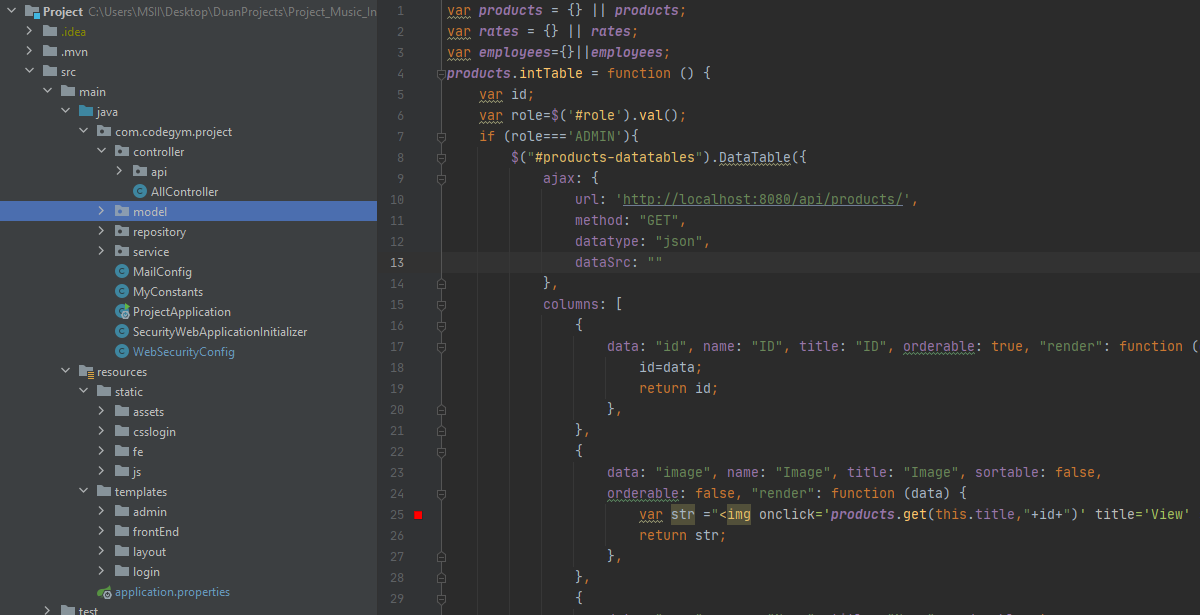 Project C:\Users\MSII\Desktop\DuanProjects\Project_Music_In
.idea
.mvn
src
main
java
com.codegym.project
controller
api
AllController
model
repository
service
MailConfig
MyConstants
ProjectApplication
SecurityWebApplicationInitializer
WebSecurityConfig
resources
static
assets
csslogin
fe
js
templates
admin
frontEnd
layout
login
application.properties
test
1 var products = {} || products;
2 var rates = {} || rates;
3 var employees={}||employees;
4 products.intTable = function () {
5 var id;
6 var role=$('#role').val();
7 if (role==='ADMIN'){
8 $("#products-datatables").DataTable({
9 ajax: {
10 url: 'http://localhost:8080/api/products/',
11 method: "GET",
12 datatype: "json",
13 dataSrc: ""
14 },
15 columns: [
16 {
17 data: "id", name: "ID", title: "ID", orderable: true, "render": function (
18 id=data;
19 return id;
20 },
21 },
22 {
23 data: "image", name: "Image", title: "Image", sortable: false,
24 orderable: false, "render": function (data) {
25 var str ="<img onclick='products.get(this.title,"+id+")' title='View'
26 return str;
27 },
28 },
29 {